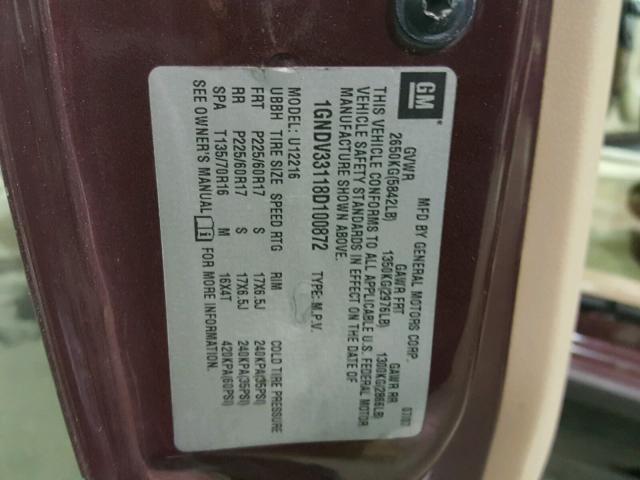 GM
MFD BY GENERAL MOTORS CORP. 07/07
GVWR GAWR FRT GAWR RR
2650KG(5842LB) 1350KG(2976LB) 1300KG(2866LB)
THIS VEHICLE CONFORMS TO ALL APPLICABLE U.S. FEDERAL MOTOR
VEHICLE SAFETY STANDARDS IN EFFECT ON THE DATE OF
MANUFACTURE SHOWN ABOVE.
1GNDV33118D100872 TYPE: M.P.V.
MODEL: U12216
UBBH TIRE SIZE SPEED RTG RIM COLD TIRE PRESSURE
FRT P225/60R17 S 17X6.5J 240KPA(35PSI)
RR P225/60R17 S 17X6.5J 240KPA(35PSI)
SPA T135/70R16 M 16X4T 420KPA(60PSI)
SEE OWNER'S MANUAL i FOR MORE INFORMATION.